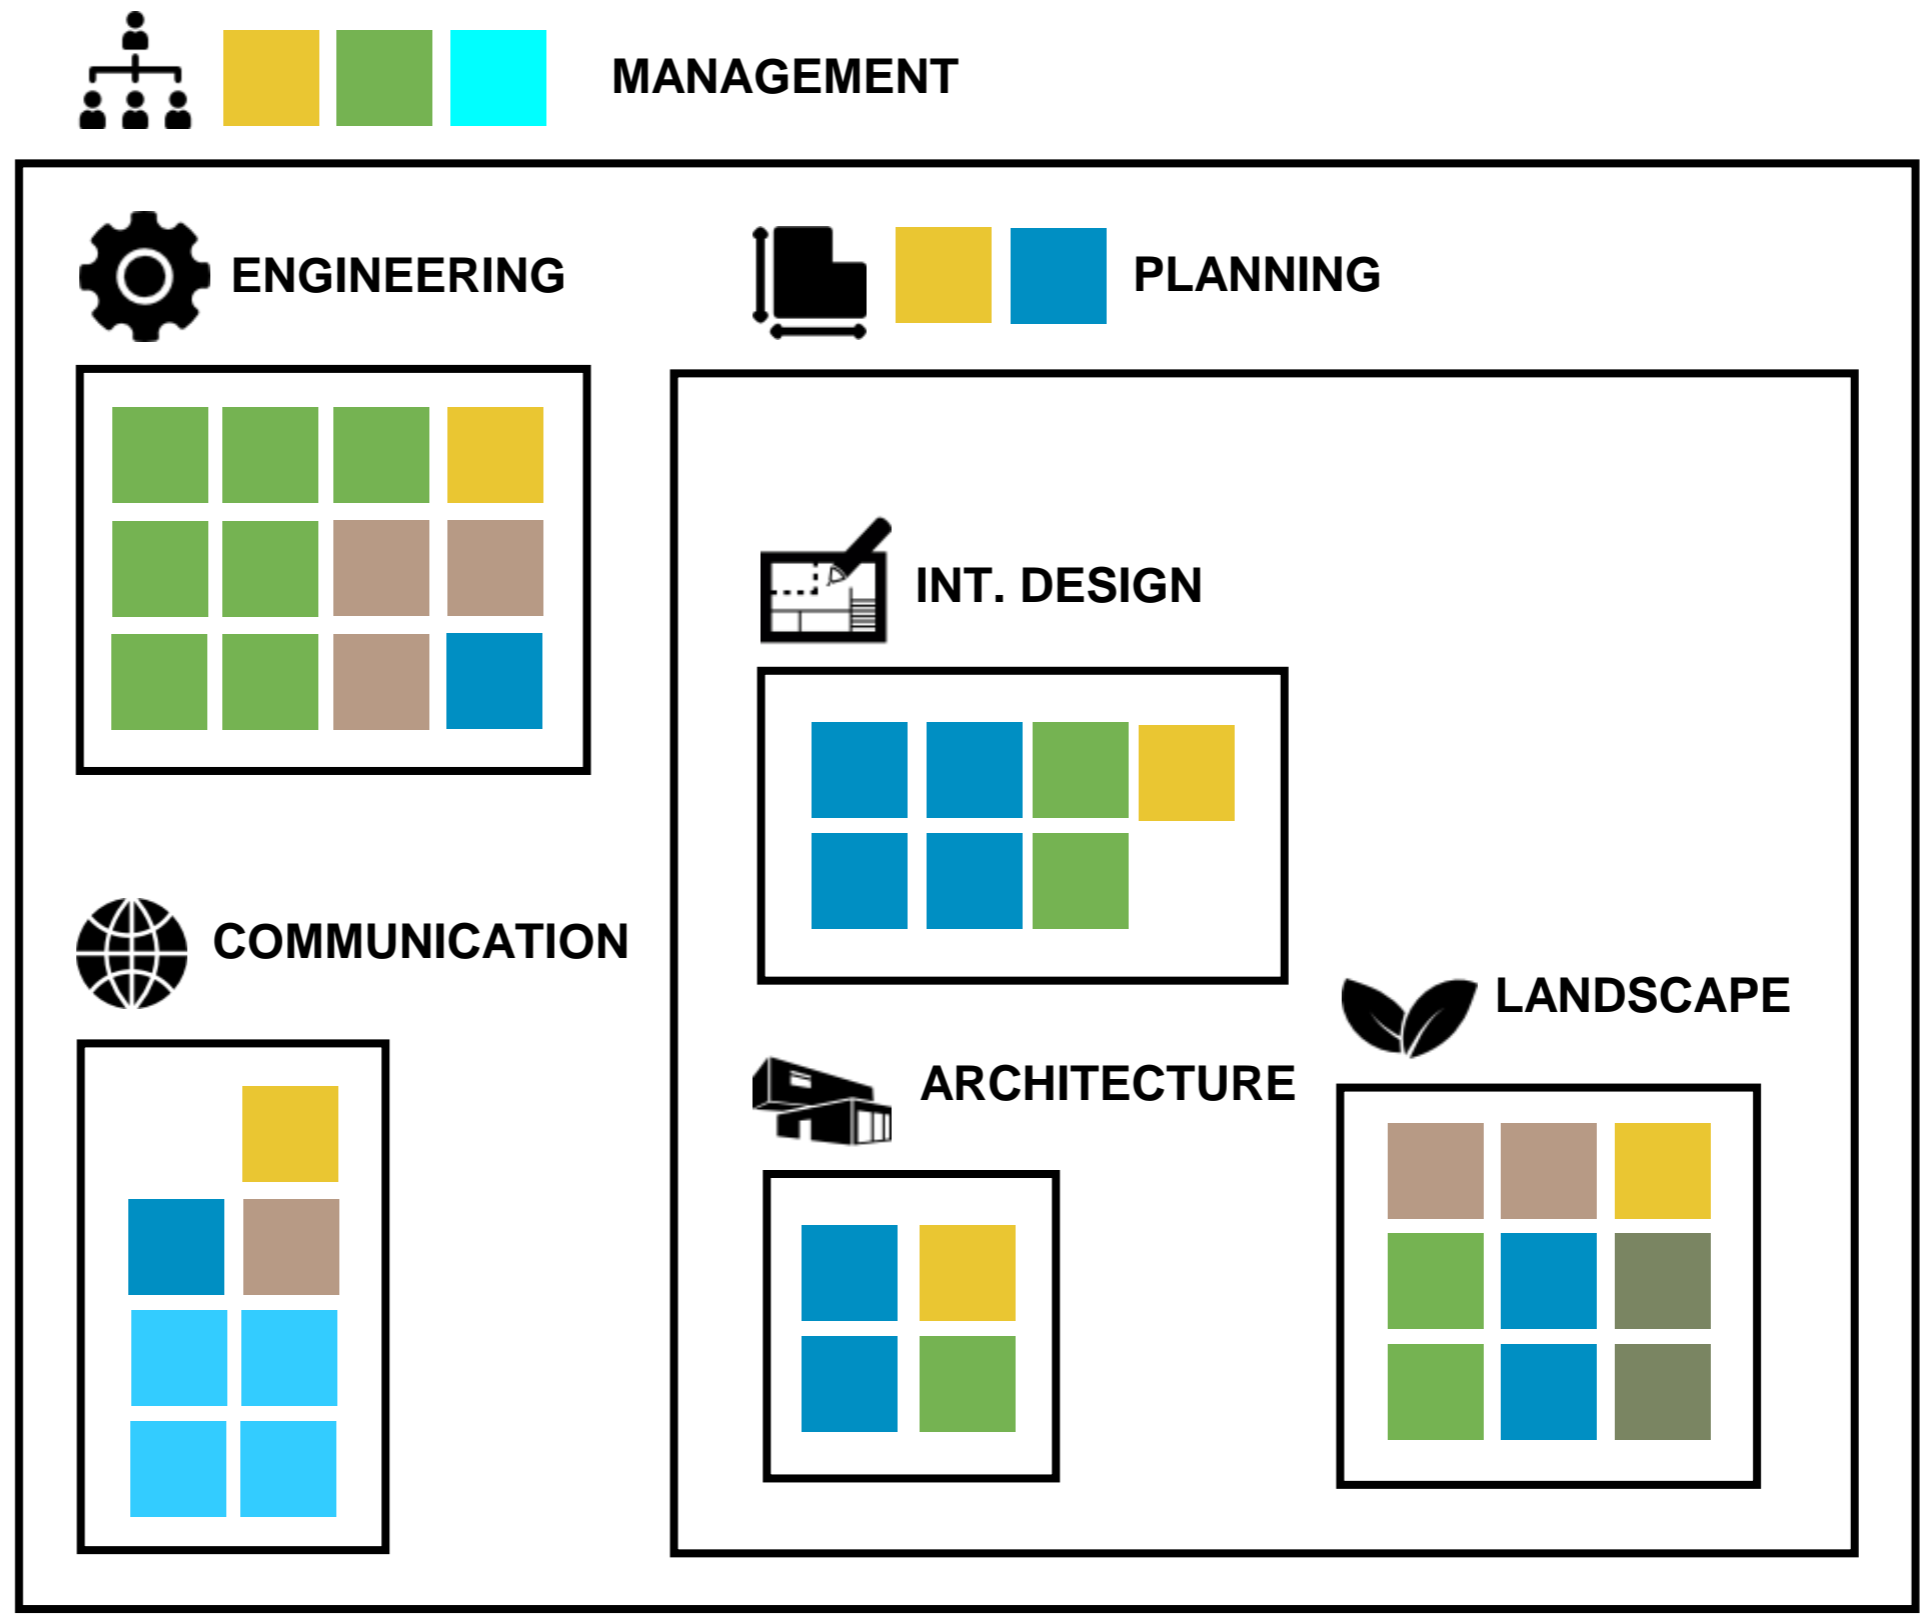 MANAGEMENT
ENGINEERING
PLANNING
INT. DESIGN
COMMUNICATION
LANDSCAPE
ARCHITECTURE